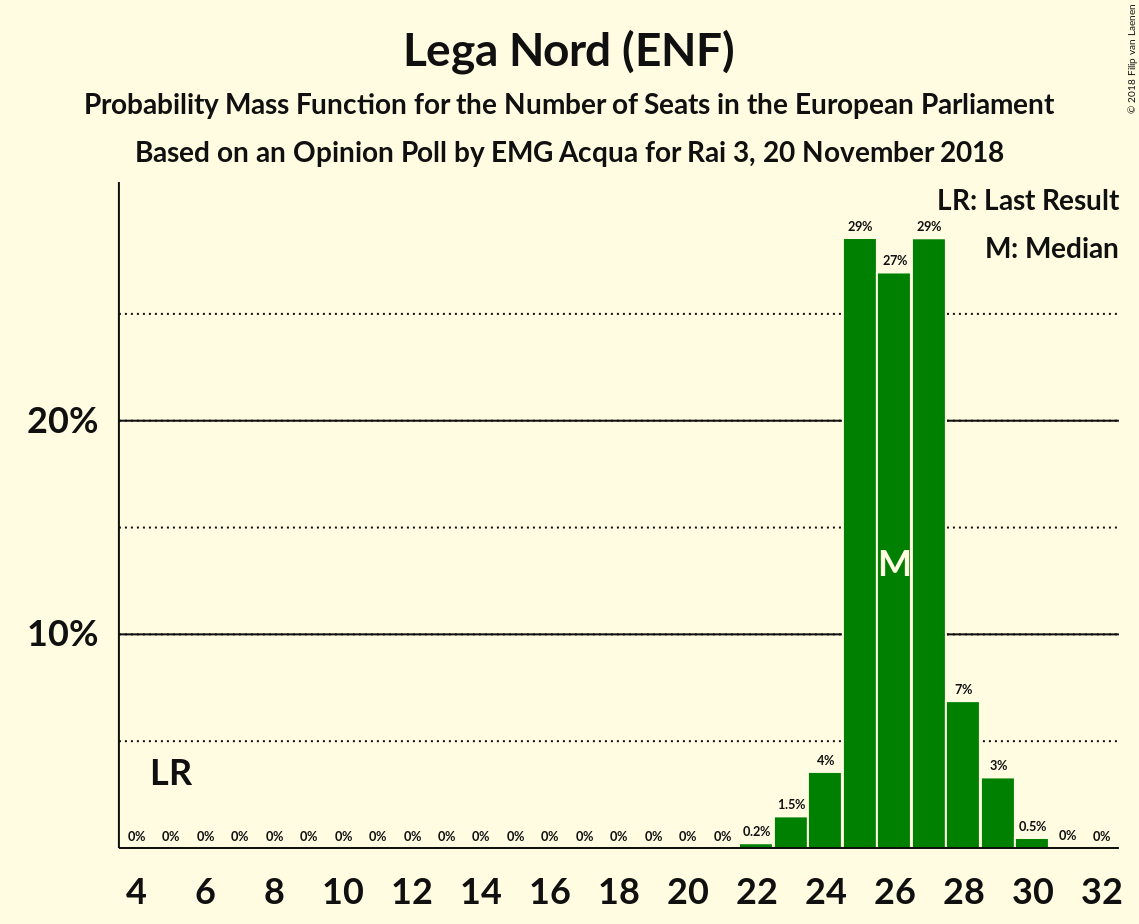 Lega Nord (ENF)
Probability Mass Function for the Number of Seats in the European Parliament
Based on an Opinion Poll by EMG Acqua for Rai 3, 20 November 2018
© 2018 Filip van Laenen
LR: Last Result
M: Median
29% 27% 29%
20%
M
10%
7%
LR
4% 3%
1.5%
0% 0% 0% 0% 0% 0% 0% 0% 0% 0% 0% 0% 0% 0% 0% 0% 0% 0% 0.2% 0.5% 0% 0%
4 6 8 10 12 14 16 18 20 22 24 26 28 30 32